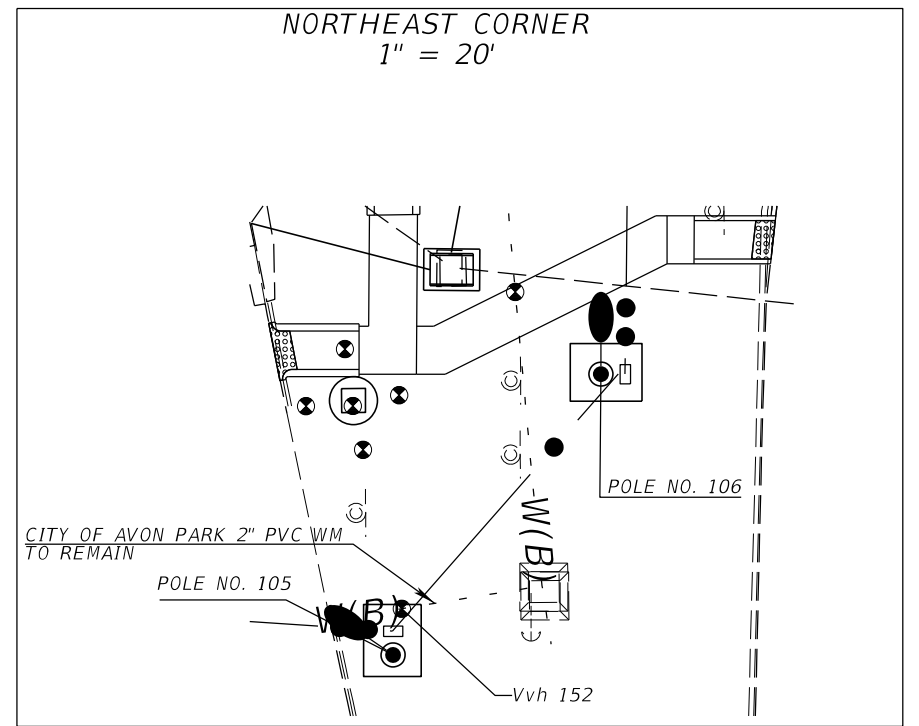 NORTHEAST CORNER
1" = 20'
POLE NO. 106
W(B)
CITY OF AVON PARK 2" PVC WM
TO REMAIN
POLE NO. 105
W(B)
Vvh 152